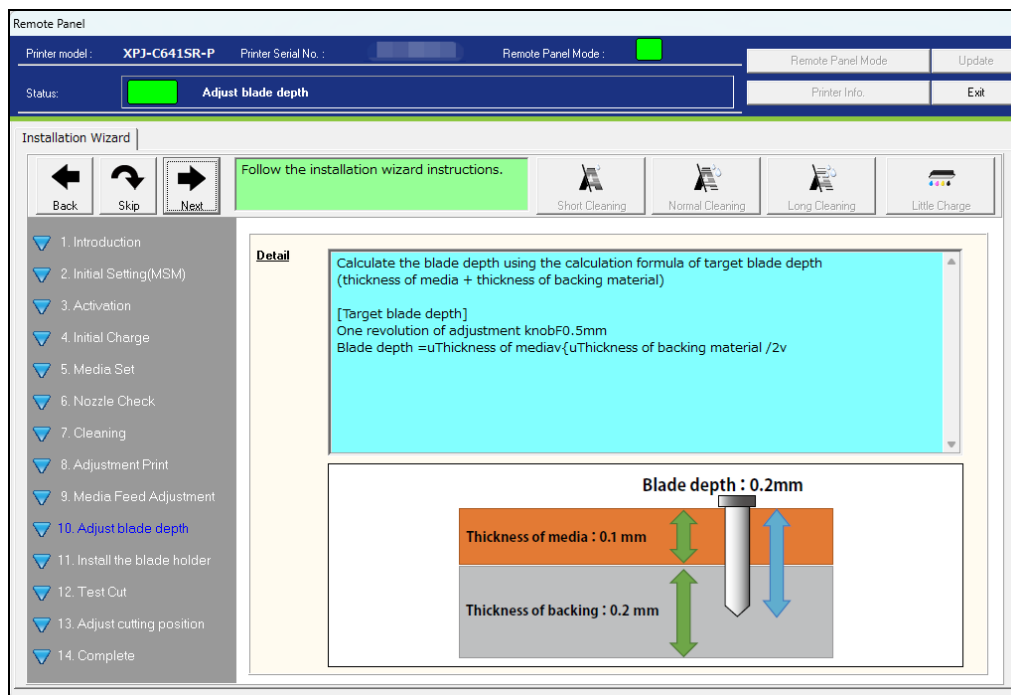 Remote Panel
Printer model : XPJ-C641SR-P Printer Serial No. : Remote Panel Mode :
Remote Panel Mode Update
Status: Adjust blade depth
Printer Info. Exit
Installation Wizard
Back Skip Next
Follow the installation wizard instructions.
Short Cleaning Normal Cleaning Long Cleaning Little Charge
1. Introduction
2. Initial Setting(MSM)
3. Activation
4. Initial Charge
5. Media Set
6. Nozzle Check
7. Cleaning
8. Adjustment Print
9. Media Feed Adjustment
10. Adjust blade depth
11. Install the blade holder
12. Test Cut
13. Adjust cutting position
14. Complete
Detail
Calculate the blade depth using the calculation formula of target blade depth
(thickness of media + thickness of backing material)
[Target blade depth]
One revolution of adjustment knobF0.5mm
Blade depth =uThickness of mediav{uThickness of backing material /2v
Blade depth : 0.2mm
Thickness of media : 0.1 mm
Thickness of backing : 0.2 mm